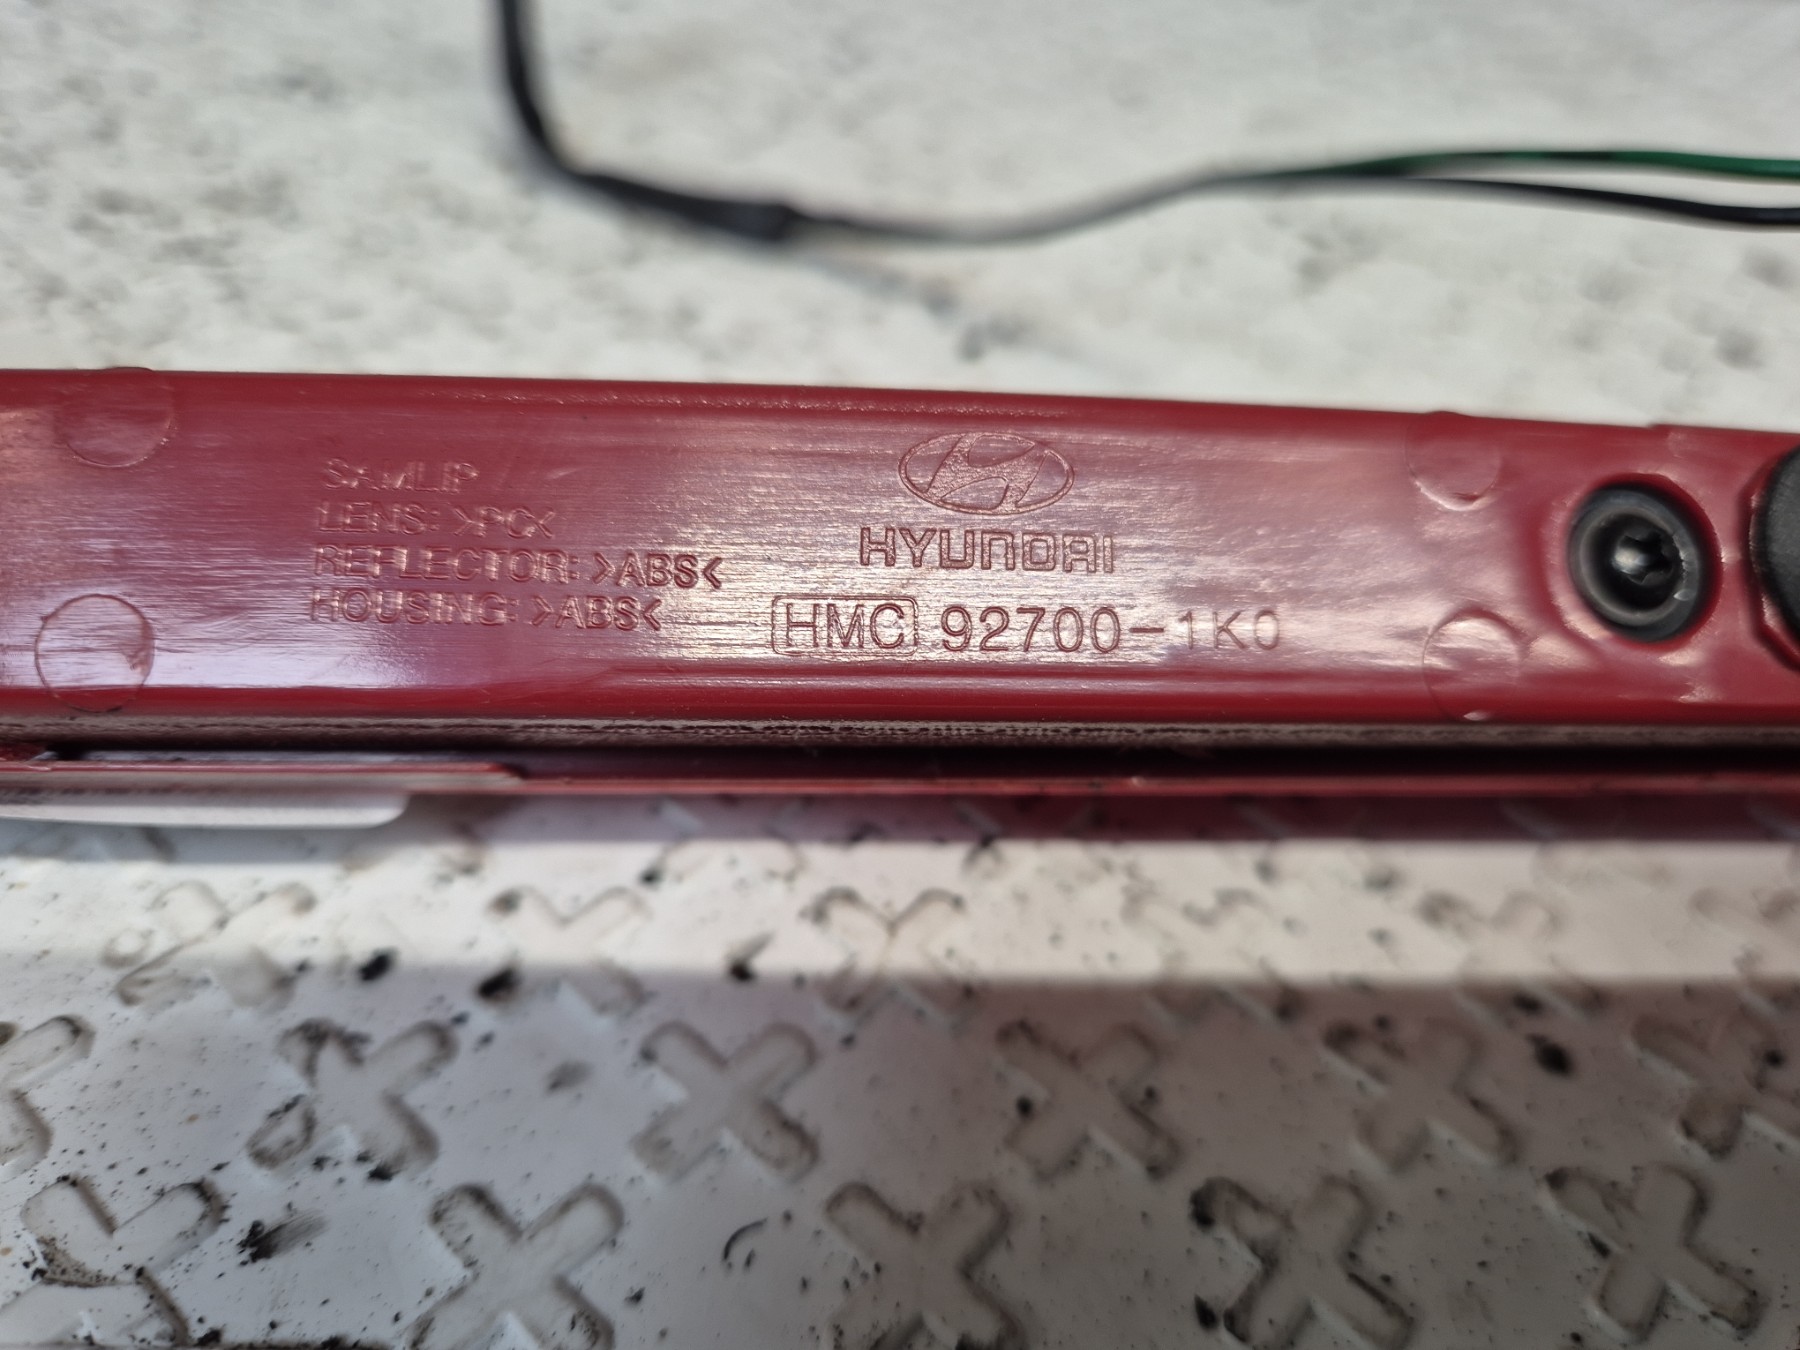 SAMLIP
LENS: >PC<
REFLECTOR: >ABS<
HOUSING: >ABS<
HYUNDAI
HMC 92700-1K0